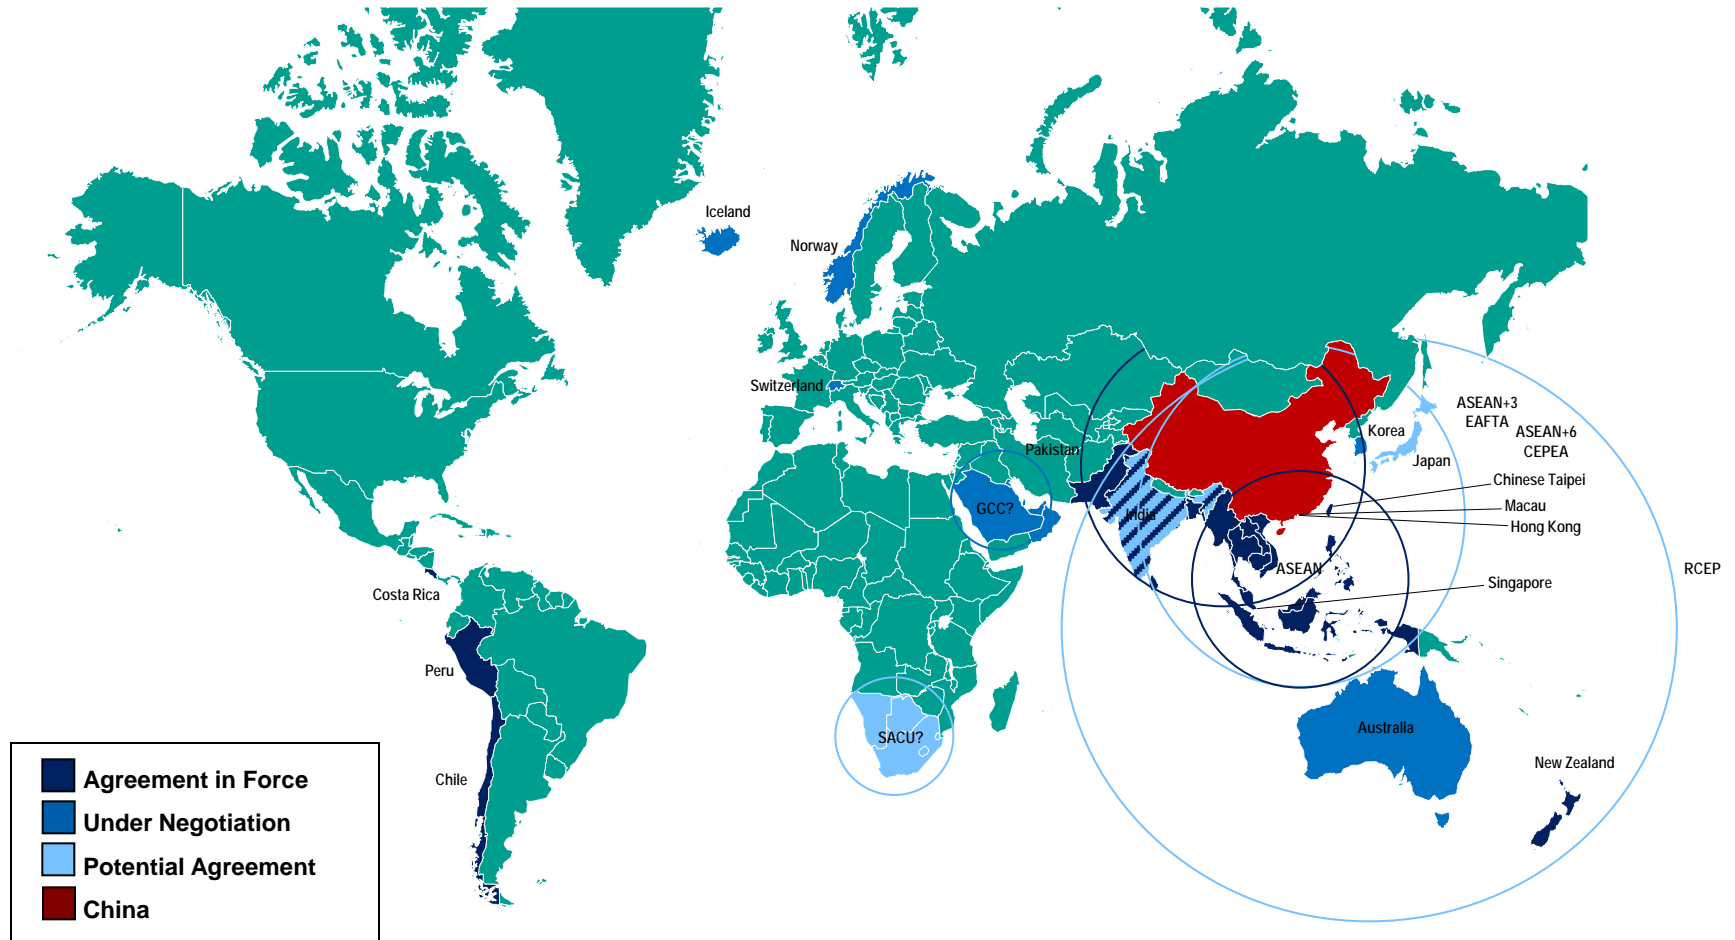 Iceland
Norway
Switzerland
ASEAN+3
EAFTA
ASEAN+6
CEPEA
Korea
Japan
Pakistan
Chinese Taipei
Macau
Hong Kong
GCC?
India
ASEAN
RCEP
Singapore
Costa Rica
Peru
SACU?
Australia
New Zealand
Chile
Agreement in Force
Under Negotiation
Potential Agreement
China